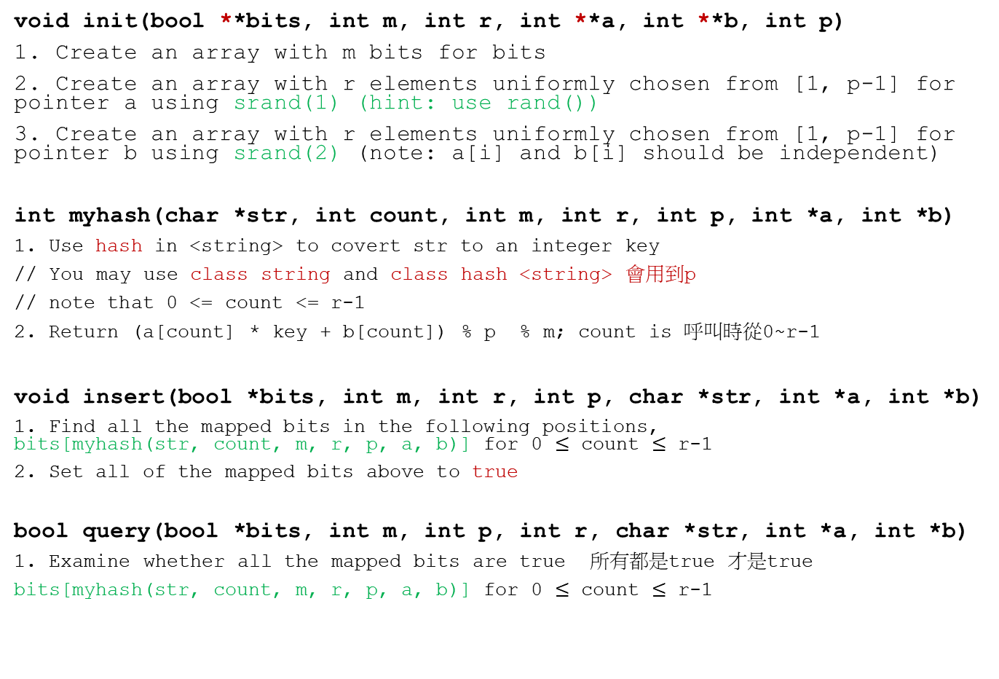 void init(bool **bits, int m, int r, int **a, int **b, int p)
1. Create an array with m bits for bits
2. Create an array with r elements uniformly chosen from [1, p-1] for
pointer a using srand(1) (hint: use rand())
3. Create an array with r elements uniformly chosen from [1, p-1] for
pointer b using srand(2) (note: a[i] and b[i] should be independent)
int myhash(char *str, int count, int m, int r, int p, int *a, int *b)
1. Use hash in <string> to covert str to an integer key
// You may use class string and class hash <string> 會用到p
// note that 0 <= count <= r-1
2. Return (a[count] * key + b[count]) % p  % m; count is 呼叫時從0~r-1
void insert(bool *bits, int m, int r, int p, char *str, int *a, int *b)
1. Find all the mapped bits in the following positions,
bits[myhash(str, count, m, r, p, a, b)] for 0 ≤ count ≤ r-1
2. Set all of the mapped bits above to true
bool query(bool *bits, int m, int p, int r, char *str, int *a, int *b)
1. Examine whether all the mapped bits are true  所有都是true 才是true
bits[myhash(str, count, m, r, p, a, b)] for 0 ≤ count ≤ r-1